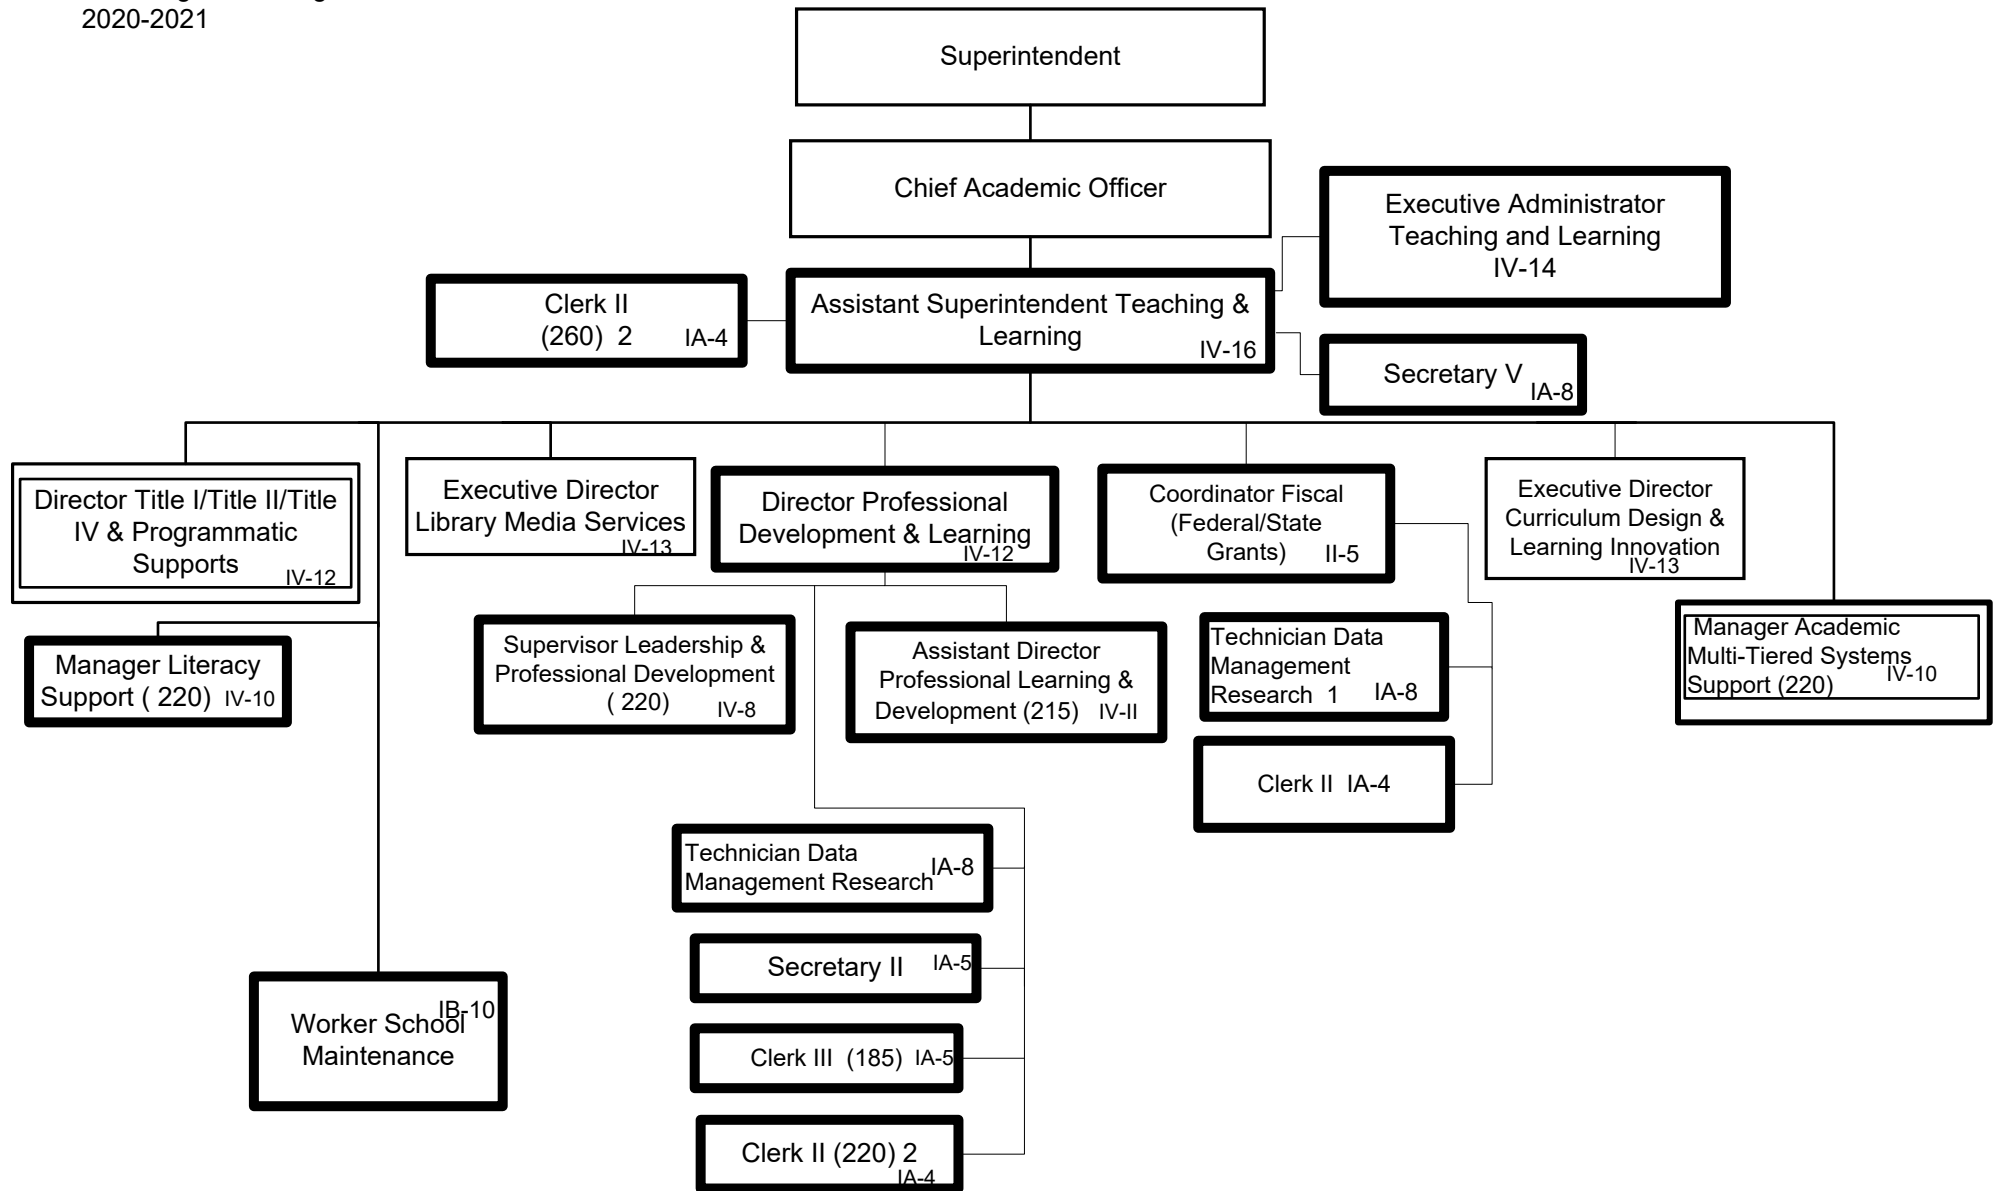 2020-2021
Superintendent
Chief Academic Officer
Executive Administrator
Teaching and Learning
IV-14
Clerk II
(260) 2 IA-4
Assistant Superintendent Teaching &
Learning
IV-16
Secretary V
IA-8
Director Title I/Title II/Title
IV & Programmatic
Supports
IV-12
Executive Director
Library Media Services
IV-13
Director Professional
Development & Learning
IV-12
Coordinator Fiscal
(Federal/State
Grants) II-5
Executive Director
Curriculum Design &
Learning Innovation
IV-13
Manager Literacy
Support ( 220) IV-10
Supervisor Leadership &
Professional Development
( 220) IV-8
Assistant Director
Professional Learning &
Development (215) IV-II
Technician Data
Management
Research 1 IA-8
Manager Academic
Multi-Tiered Systems
Support (220) IV-10
Clerk II IA-4
Technician Data
Management Research IA-8
Secretary II IA-5
Worker School
Maintenance
IB-10
Clerk III (185) IA-5
Clerk II (220) 2
IA-4